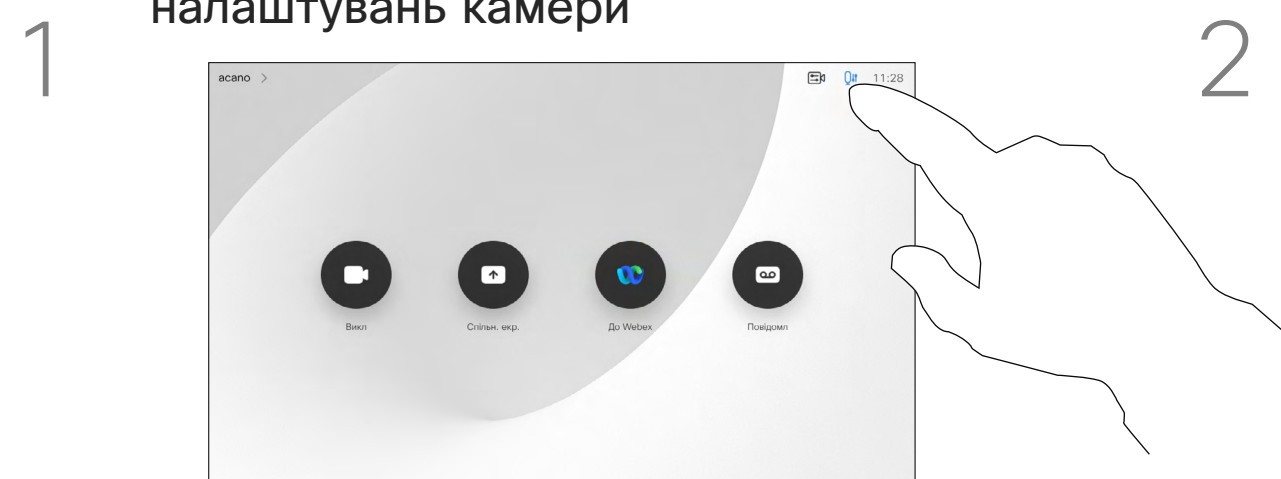 налаштувань камери
1
2
acano
11:28
Викл
Спільн. екр.
До Webex
Повідомл